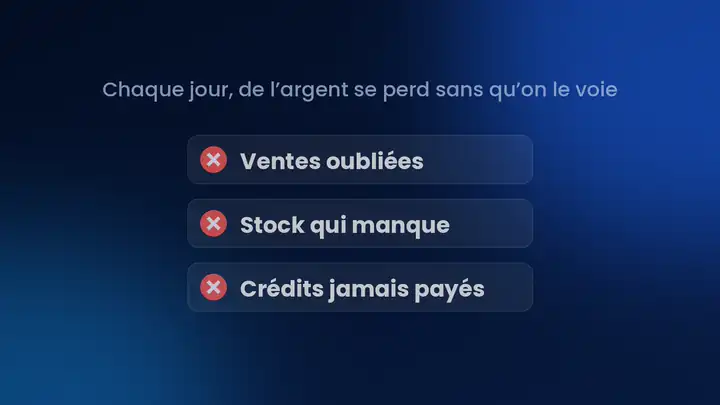 Chaque jour, de l’argent se perd sans qu’on le voie
Ventes oubliées
Stock qui manque
Crédits jamais payés